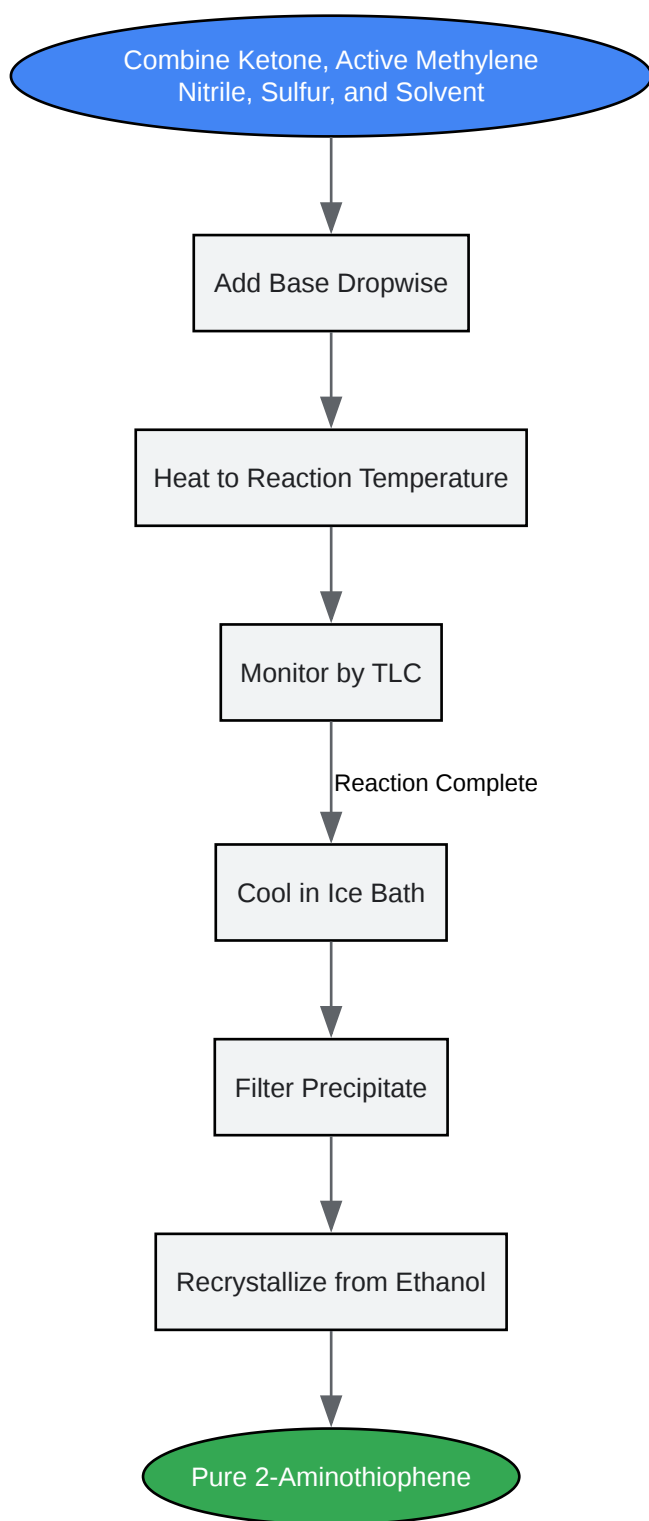 Combine Ketone, Active Methylene
Nitrile, Sulfur, and Solvent
Add Base Dropwise
Heat to Reaction Temperature
Monitor by TLC
Reaction Complete
Cool in Ice Bath
Filter Precipitate
Recrystallize from Ethanol
Pure 2-Aminothiophene